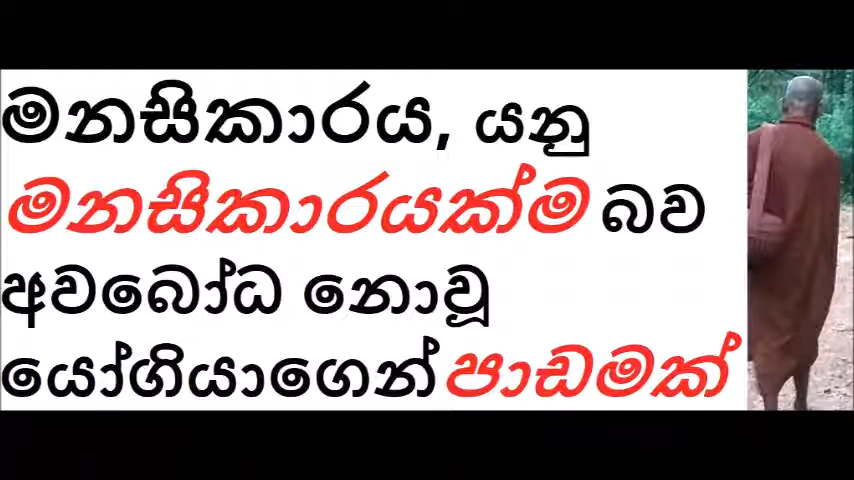 මනසිකාරය, යනු
මනසිකාරයක්ම බව
අවබෝධ නොවූ
යෝගියාගෙන් පාඩමක්